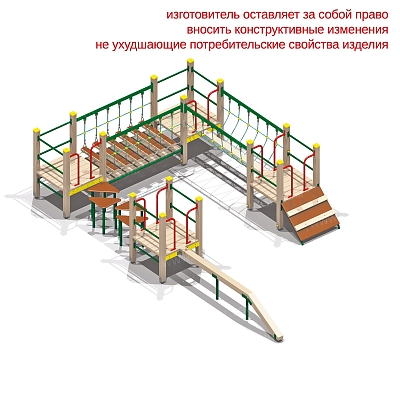 изготовитель оставляет за собой право
вносить конструктивные изменения
не ухудшающие потребительские свойства изделия